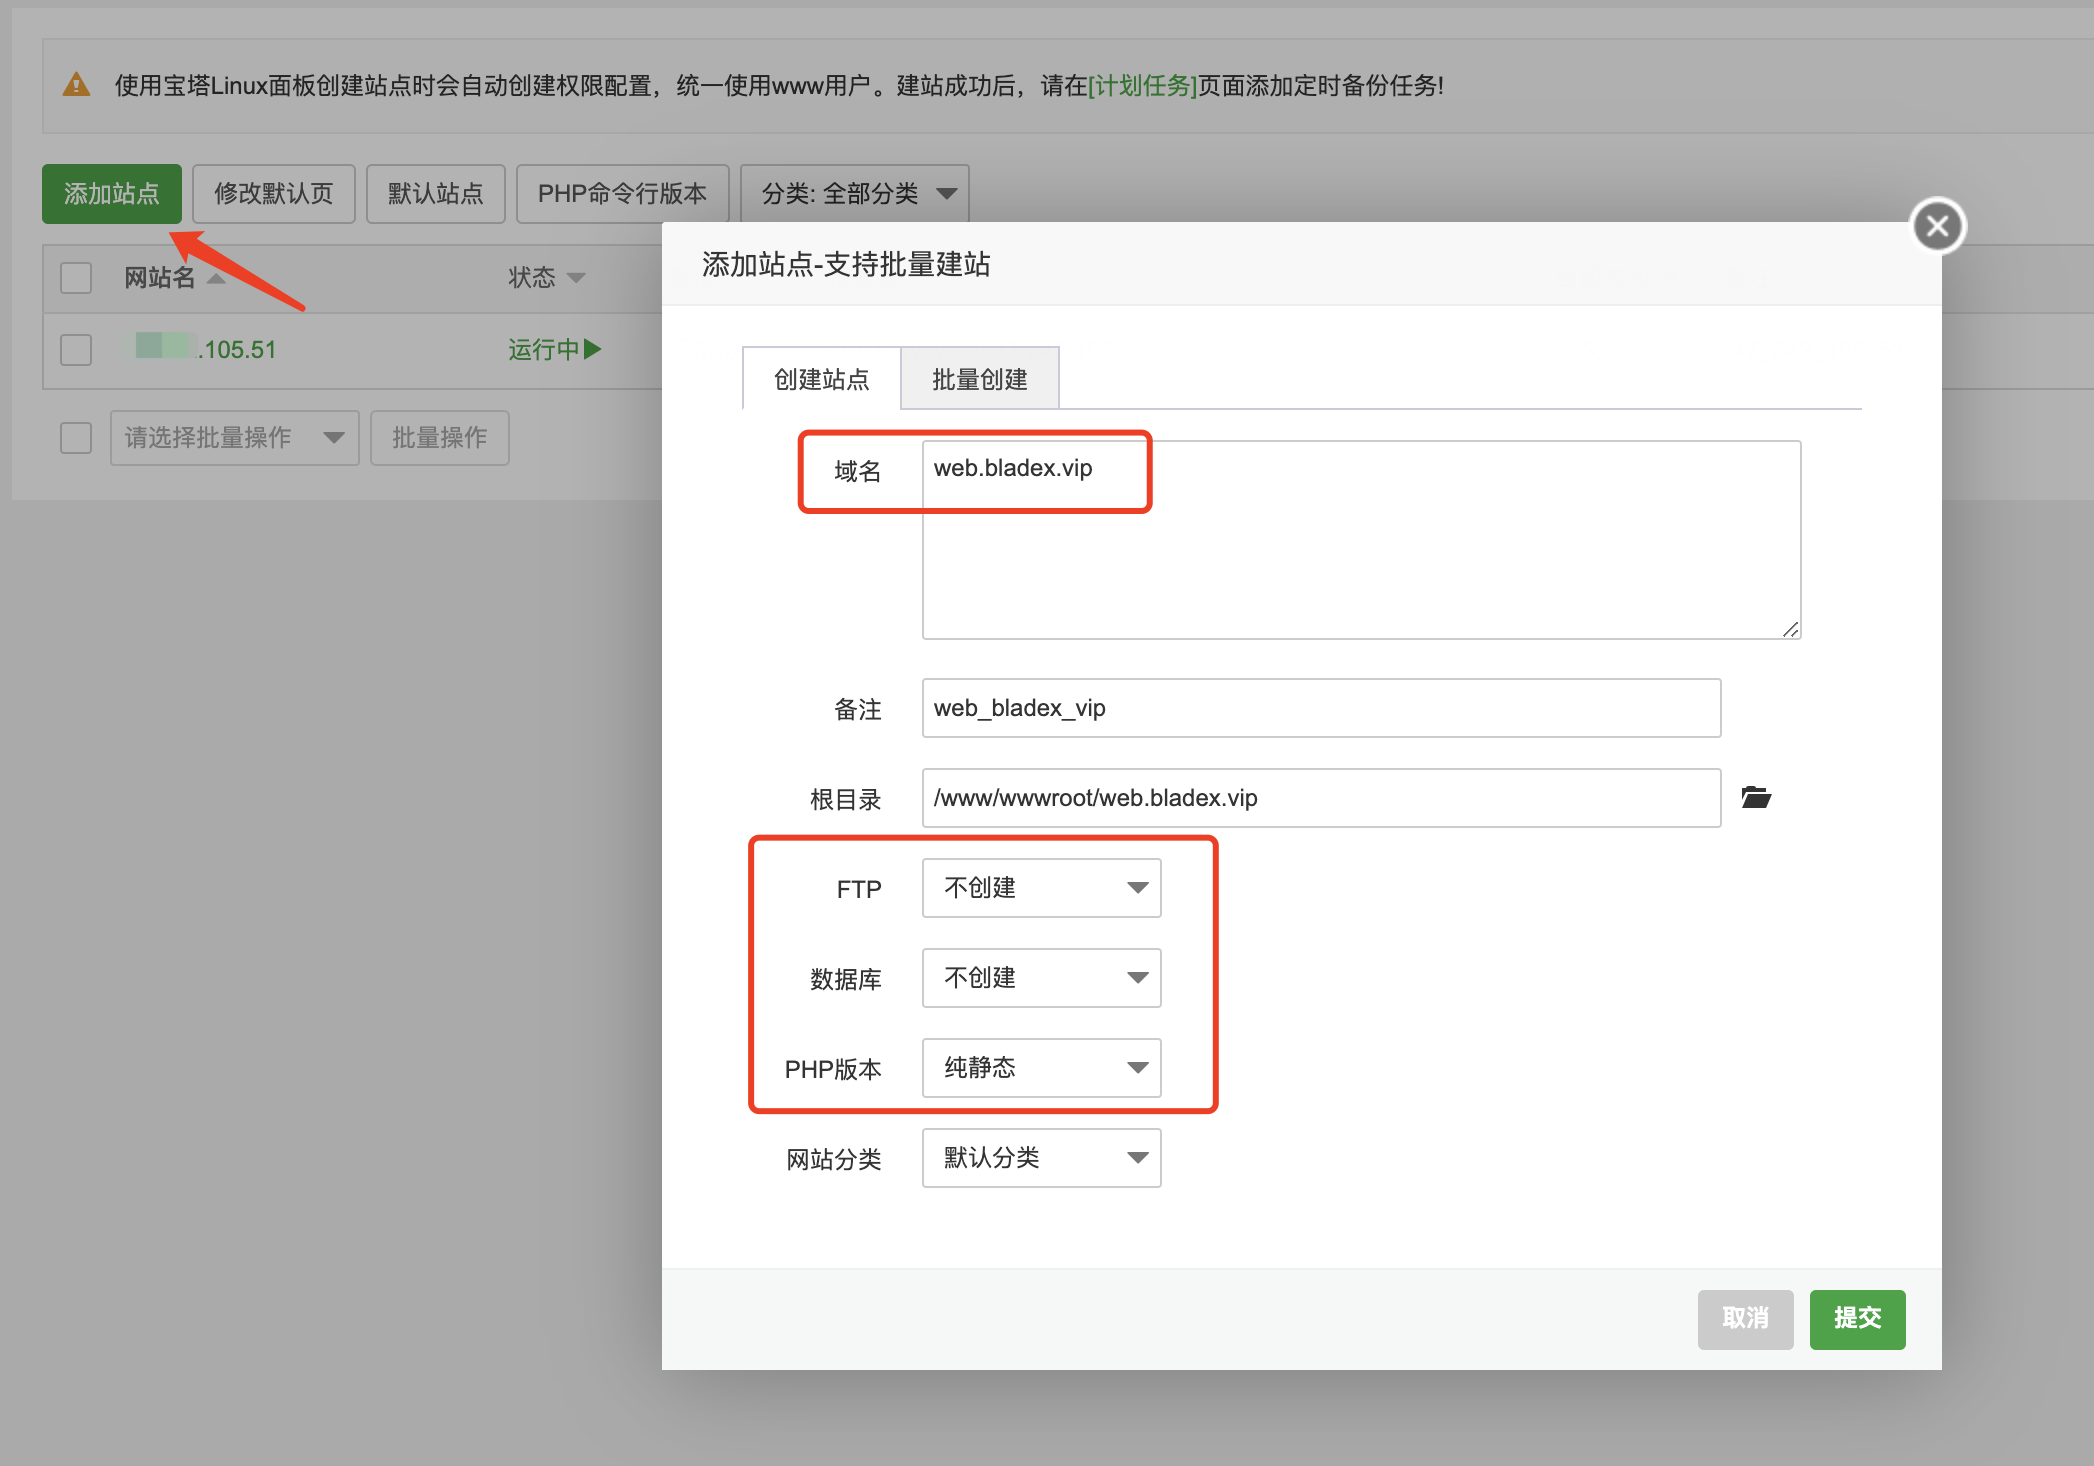 使用宝塔Linux面板创建站点时会自动创建权限配置，统一使用www用户。建站成功后，请在[计划任务]页面添加定时备份任务!
添加站点
修改默认页
默认站点
PHP命令行版本
分类: 全部分类
网站名
状态
.105.51
运行中
请选择批量操作
批量操作
添加站点-支持批量建站
创建站点
批量创建
域名
web.bladex.vip
备注
web_bladex_vip
根目录
/www/wwwroot/web.bladex.vip
FTP
不创建
数据库
不创建
PHP版本
纯静态
网站分类
默认分类
取消
提交